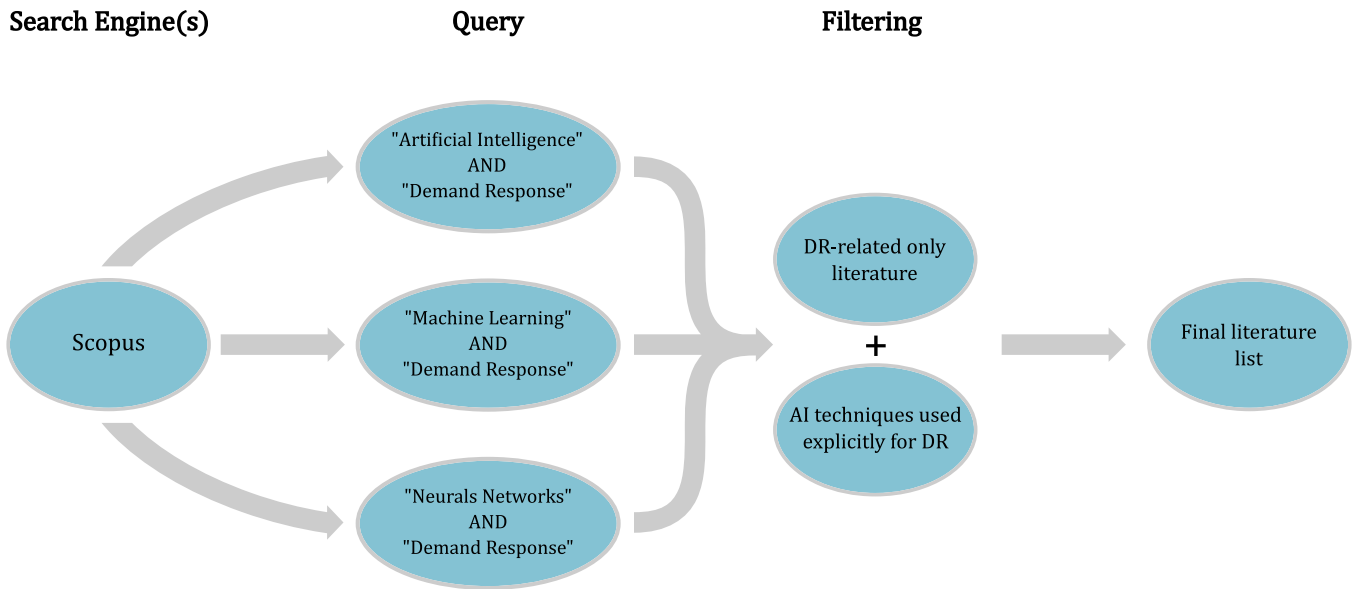 Search Engine(s)
Query
Filtering
Scopus
"Artificial Intelligence"
AND
"Demand Response"
"Machine Learning"
AND
"Demand Response"
"Neurals Networks"
AND
"Demand Response"
DR-related only
literature
+
AI techniques used
explicitly for DR
Final literature
list